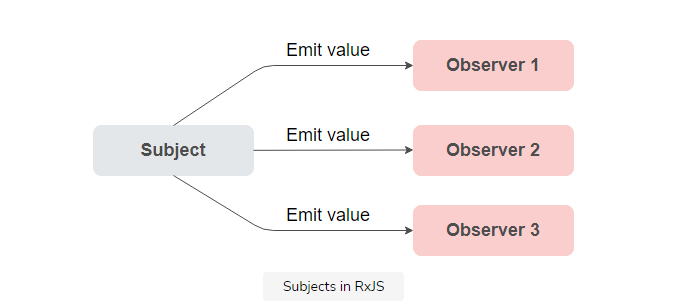 Emit value
Observer 1
Subject
Emit value
Observer 2
Emit value
Observer 3
Subjects in RxJS